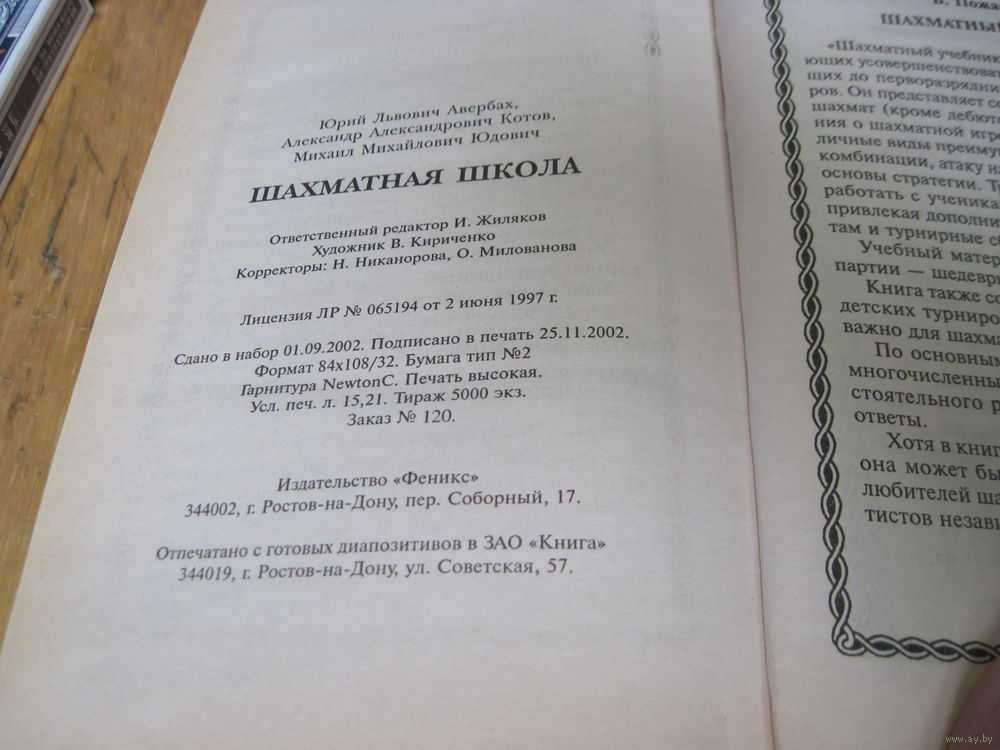 Юрий Львович Авербах,
Александр Александрович Котов,
Михаил Михайлович Юдович
ШАХМАТНАЯ ШКОЛА
Ответственный редактор И. Жиляков
Художник В. Кириченко
Корректоры: Н. Никанорова, О. Милованова
Лицензия ЛР № 065194 от 2 июня 1997 г.
Сдано в набор 01.09.2002. Подписано в печать 25.11.2002.
Формат 84х108/32. Бумага тип №2
Гарнитура NewtonC. Печать высокая.
Усл. печ. л. 15,21. Тираж 5000 экз.
Заказ № 120.
Издательство «Феникс»
344002, г. Ростов-на-Дону, пер. Соборный, 17.
Отпечатано с готовых диапозитивов в ЗАО «Книга»
344019, г. Ростов-на-Дону, ул. Советская, 57.
ШАХМАТНЫ
«Шахматный учебник
ющих усовершенствоват
ших до перворазрядни
ров. Он представляет со
шахмат (кроме дебют
ния о шахматной игр
личные виды преиму
комбинации, атаку на
основы стратегии. Т
работать с ученика
привлекая дополни
там и турнирные с
Учебный матер
партии — шедевр
Книга также со
детских турниро
важно для шахма
По основным
многочисленны
стоятельного р
ответы.
Хотя в книг
она может бы
любителей ша
тистов незави
www.ay.by